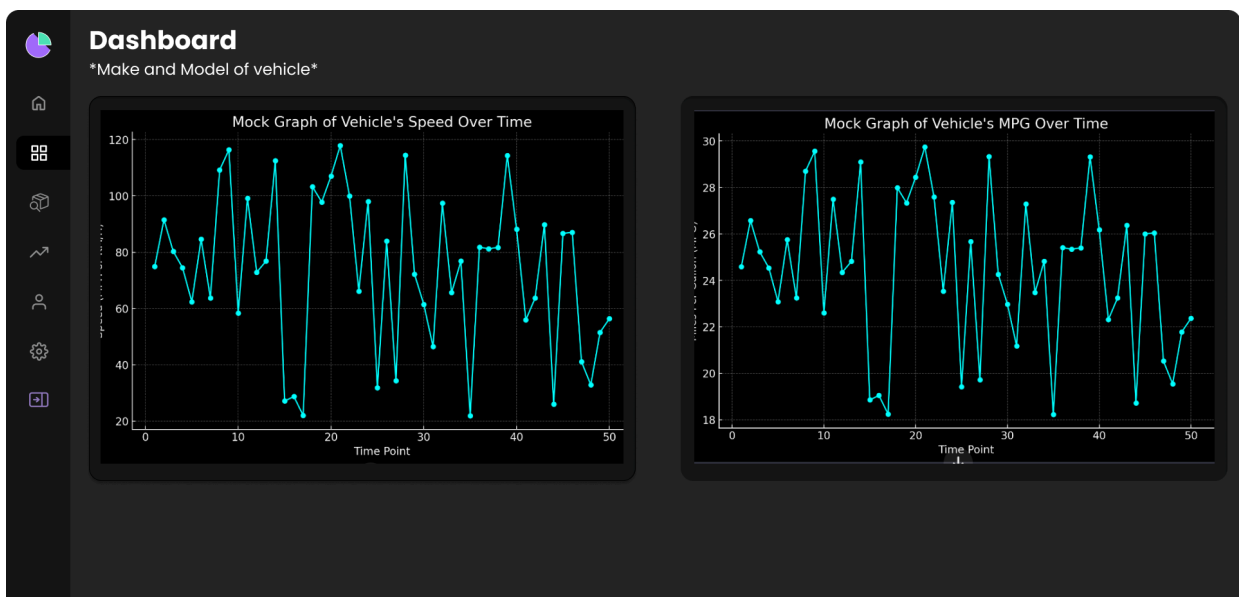 Dashboard
*Make and Model of vehicle*
Mock Graph of Vehicle's Speed Over Time
120
100
80
60
40
20
0 10 20 30 40 50
Time Point
Mock Graph of Vehicle's MPG Over Time
30
28
26
24
22
20
18
0 10 20 30 40 50
Time Point